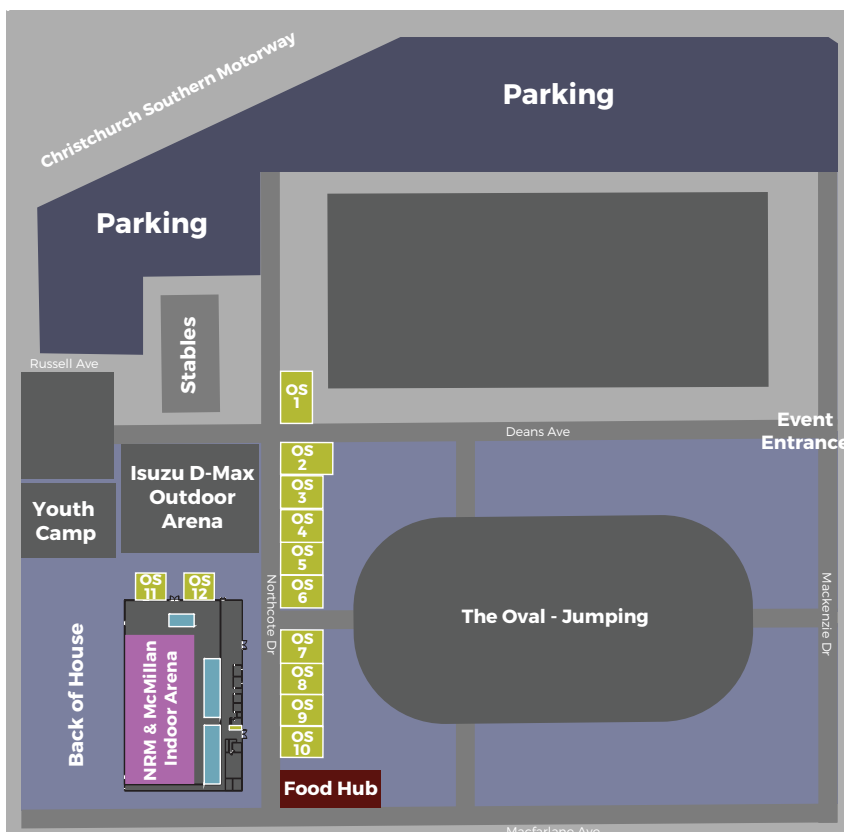 Christchurch Southern Motorway
Parking
Parking
Russell Ave
Stables
OS
1
Deans Ave
Event
Entrance
OS
2
Isuzu D-Max
Outdoor
Arena
OS
3
Youth
Camp
OS
4
OS
5
OS
11
OS
12
OS
6
Northcote Dr
Mackenzie Dr
The Oval - Jumping
Back of House
NRM & McMillan
Indoor Arena
OS
7
OS
8
OS
9
OS
10
Food Hub
Macfarlane Ave